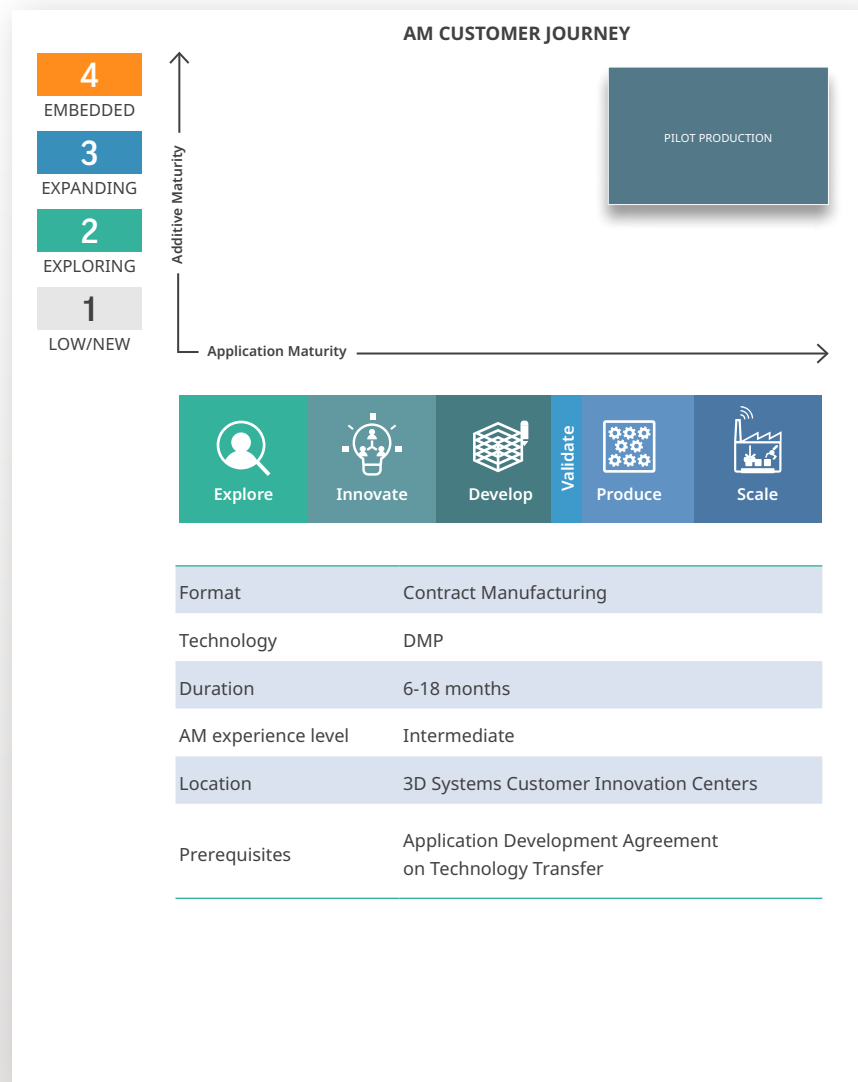 AM CUSTOMER JOURNEY
4
EMBEDDED
3
EXPANDING
2
EXPLORING
1
LOW/NEW
Additive Maturity
PILOT PRODUCTION
Application Maturity
Explore
Innovate
Develop
Validate
Produce
Scale
Format Contract Manufacturing
Technology DMP
Duration 6-18 months
AM experience level Intermediate
Location 3D Systems Customer Innovation Centers
Prerequisites Application Development Agreement
on Technology Transfer